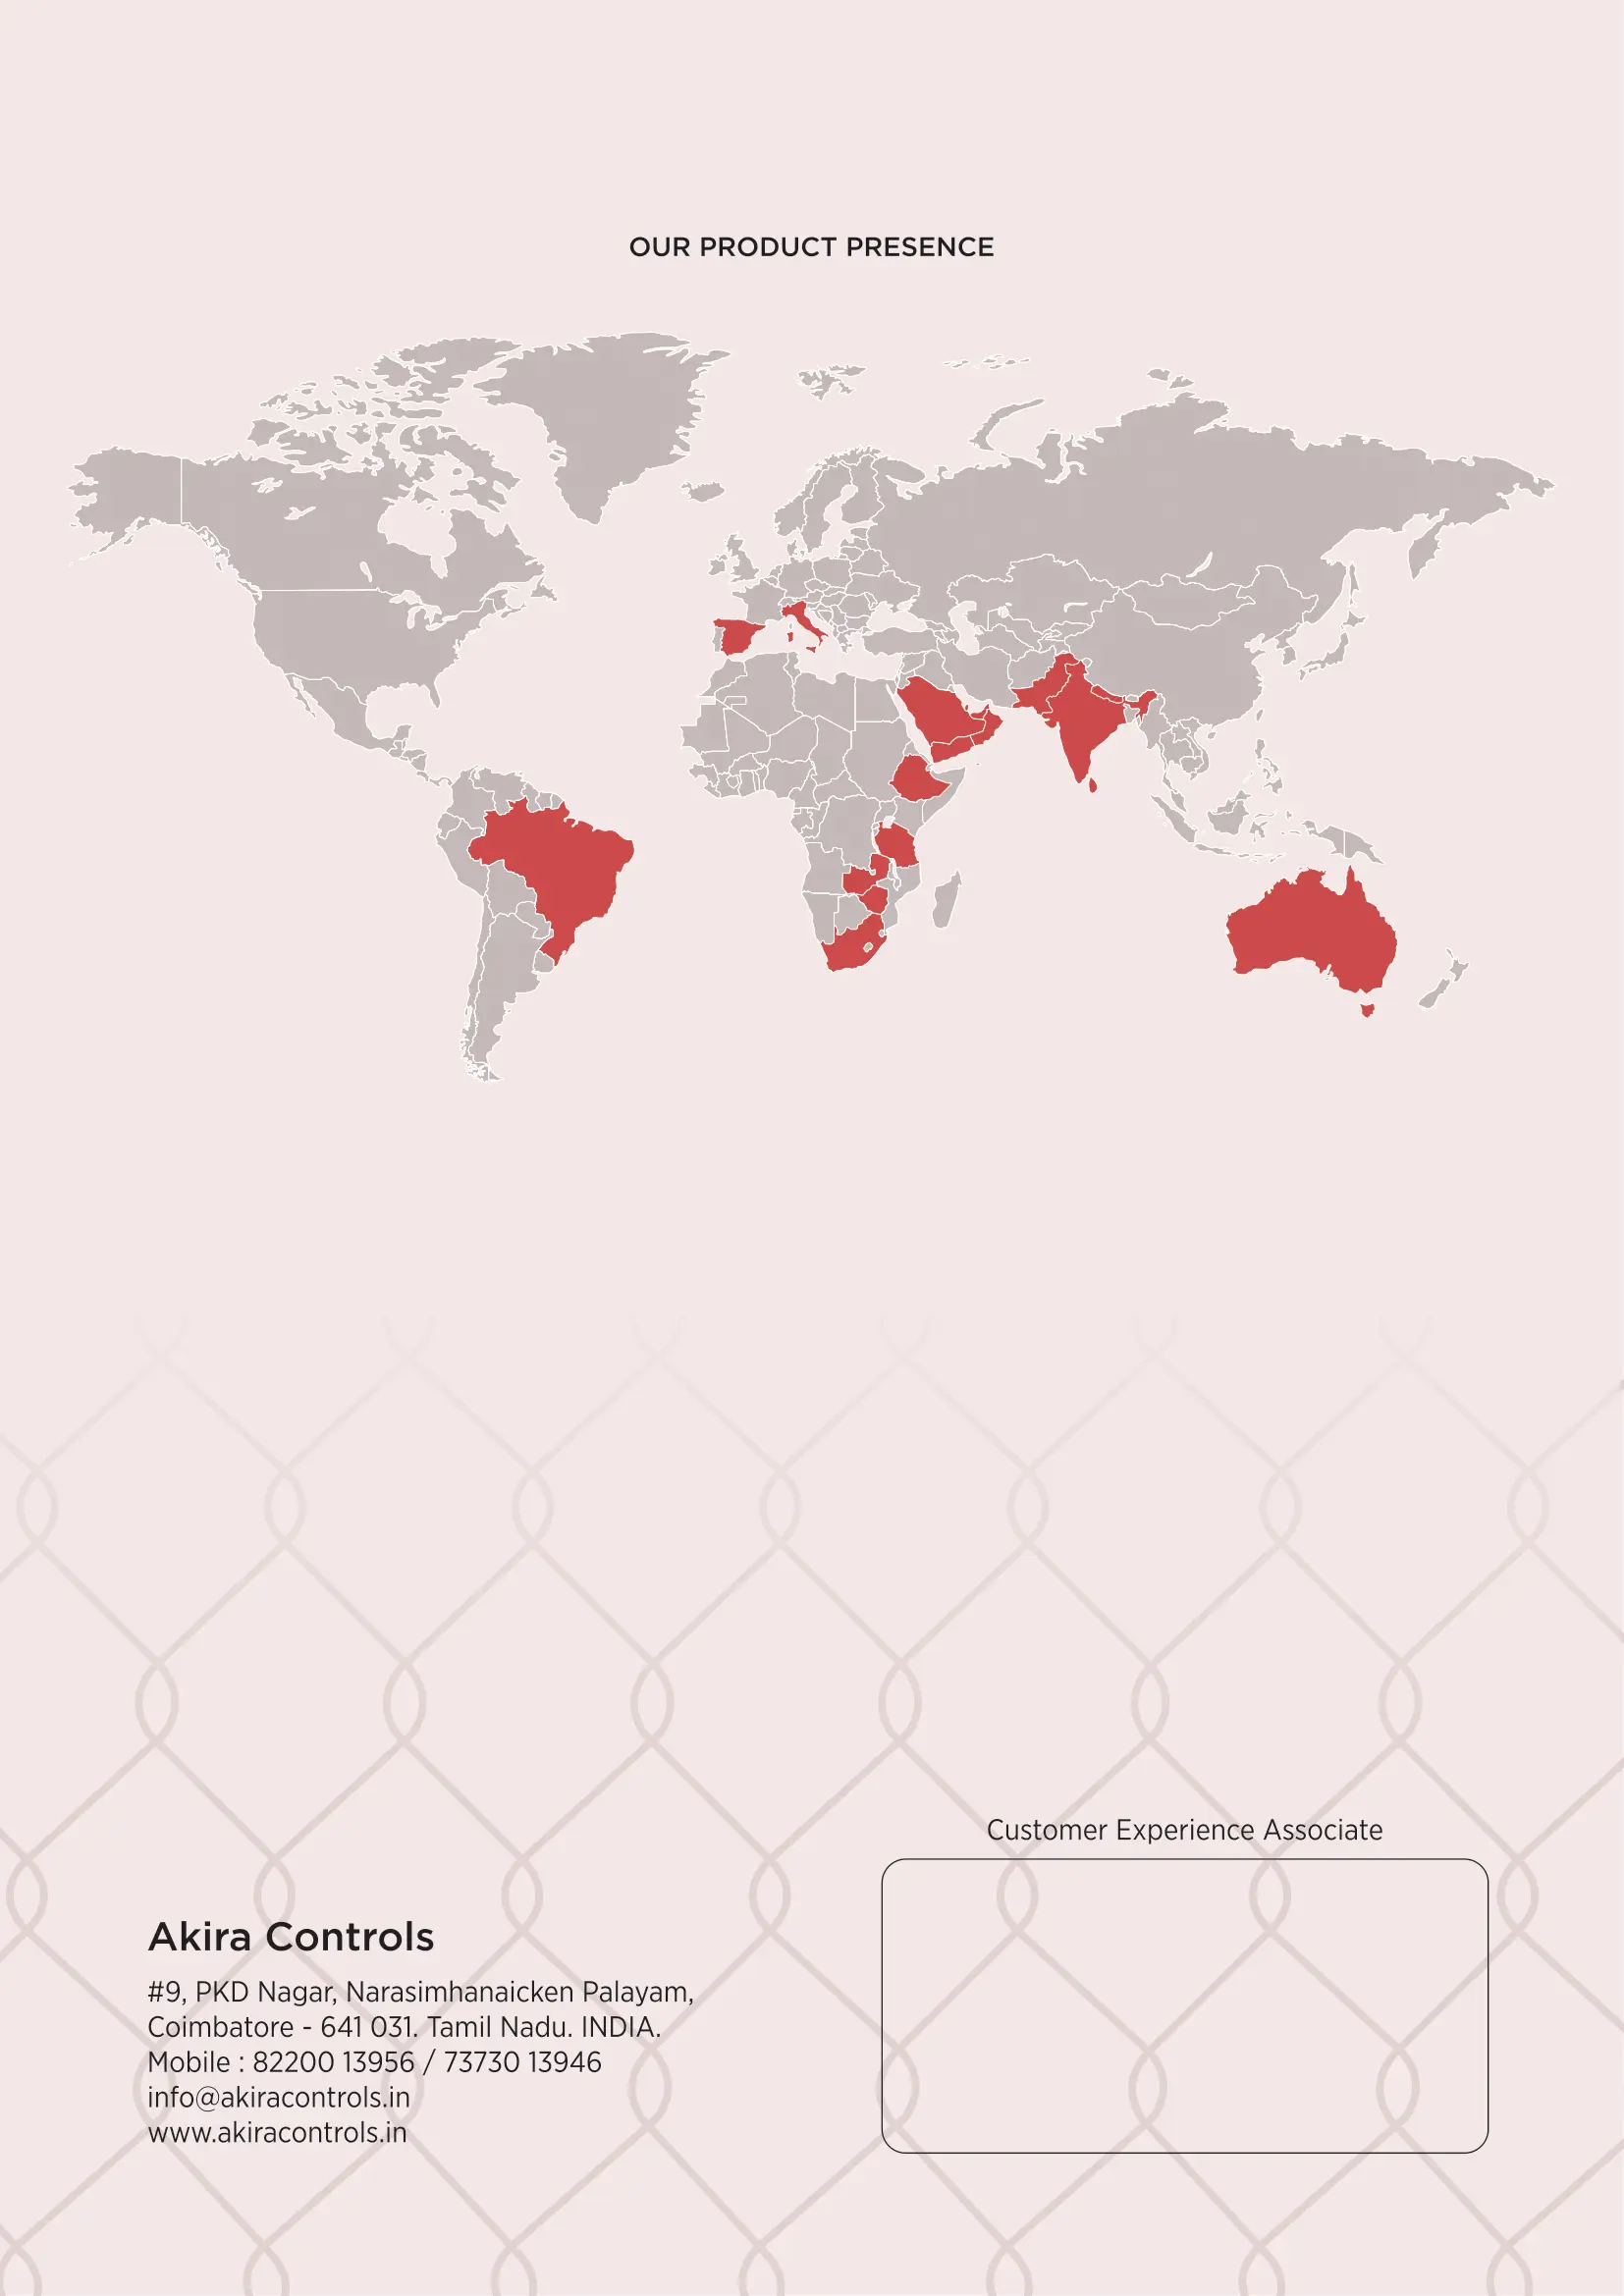 OUR PRODUCT PRESENCE
Customer Experience Associate
Akira Controls
#9, PKD Nagar, Narasimhanaicken Palayam,
Coimbatore - 641 031. Tamil Nadu. INDIA.
Mobile : 82200 13956 / 73730 13946
info@akiracontrols.in
www.akiracontrols.in